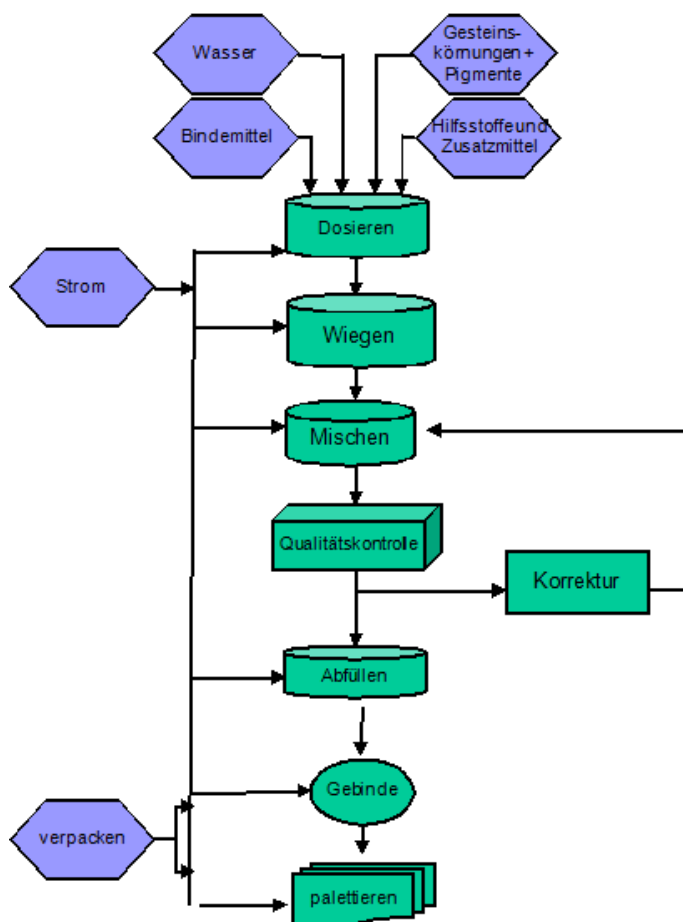 Wasser
Gesteins-
körnungen +
Pigmente
Bindemittel
Hilfsstoffe und
Zusatzmittel
Dosieren
Strom
Wiegen
Mischen
Qualitätskontrolle
Korrektur
Abfüllen
Gebinde
verpacken
palettieren